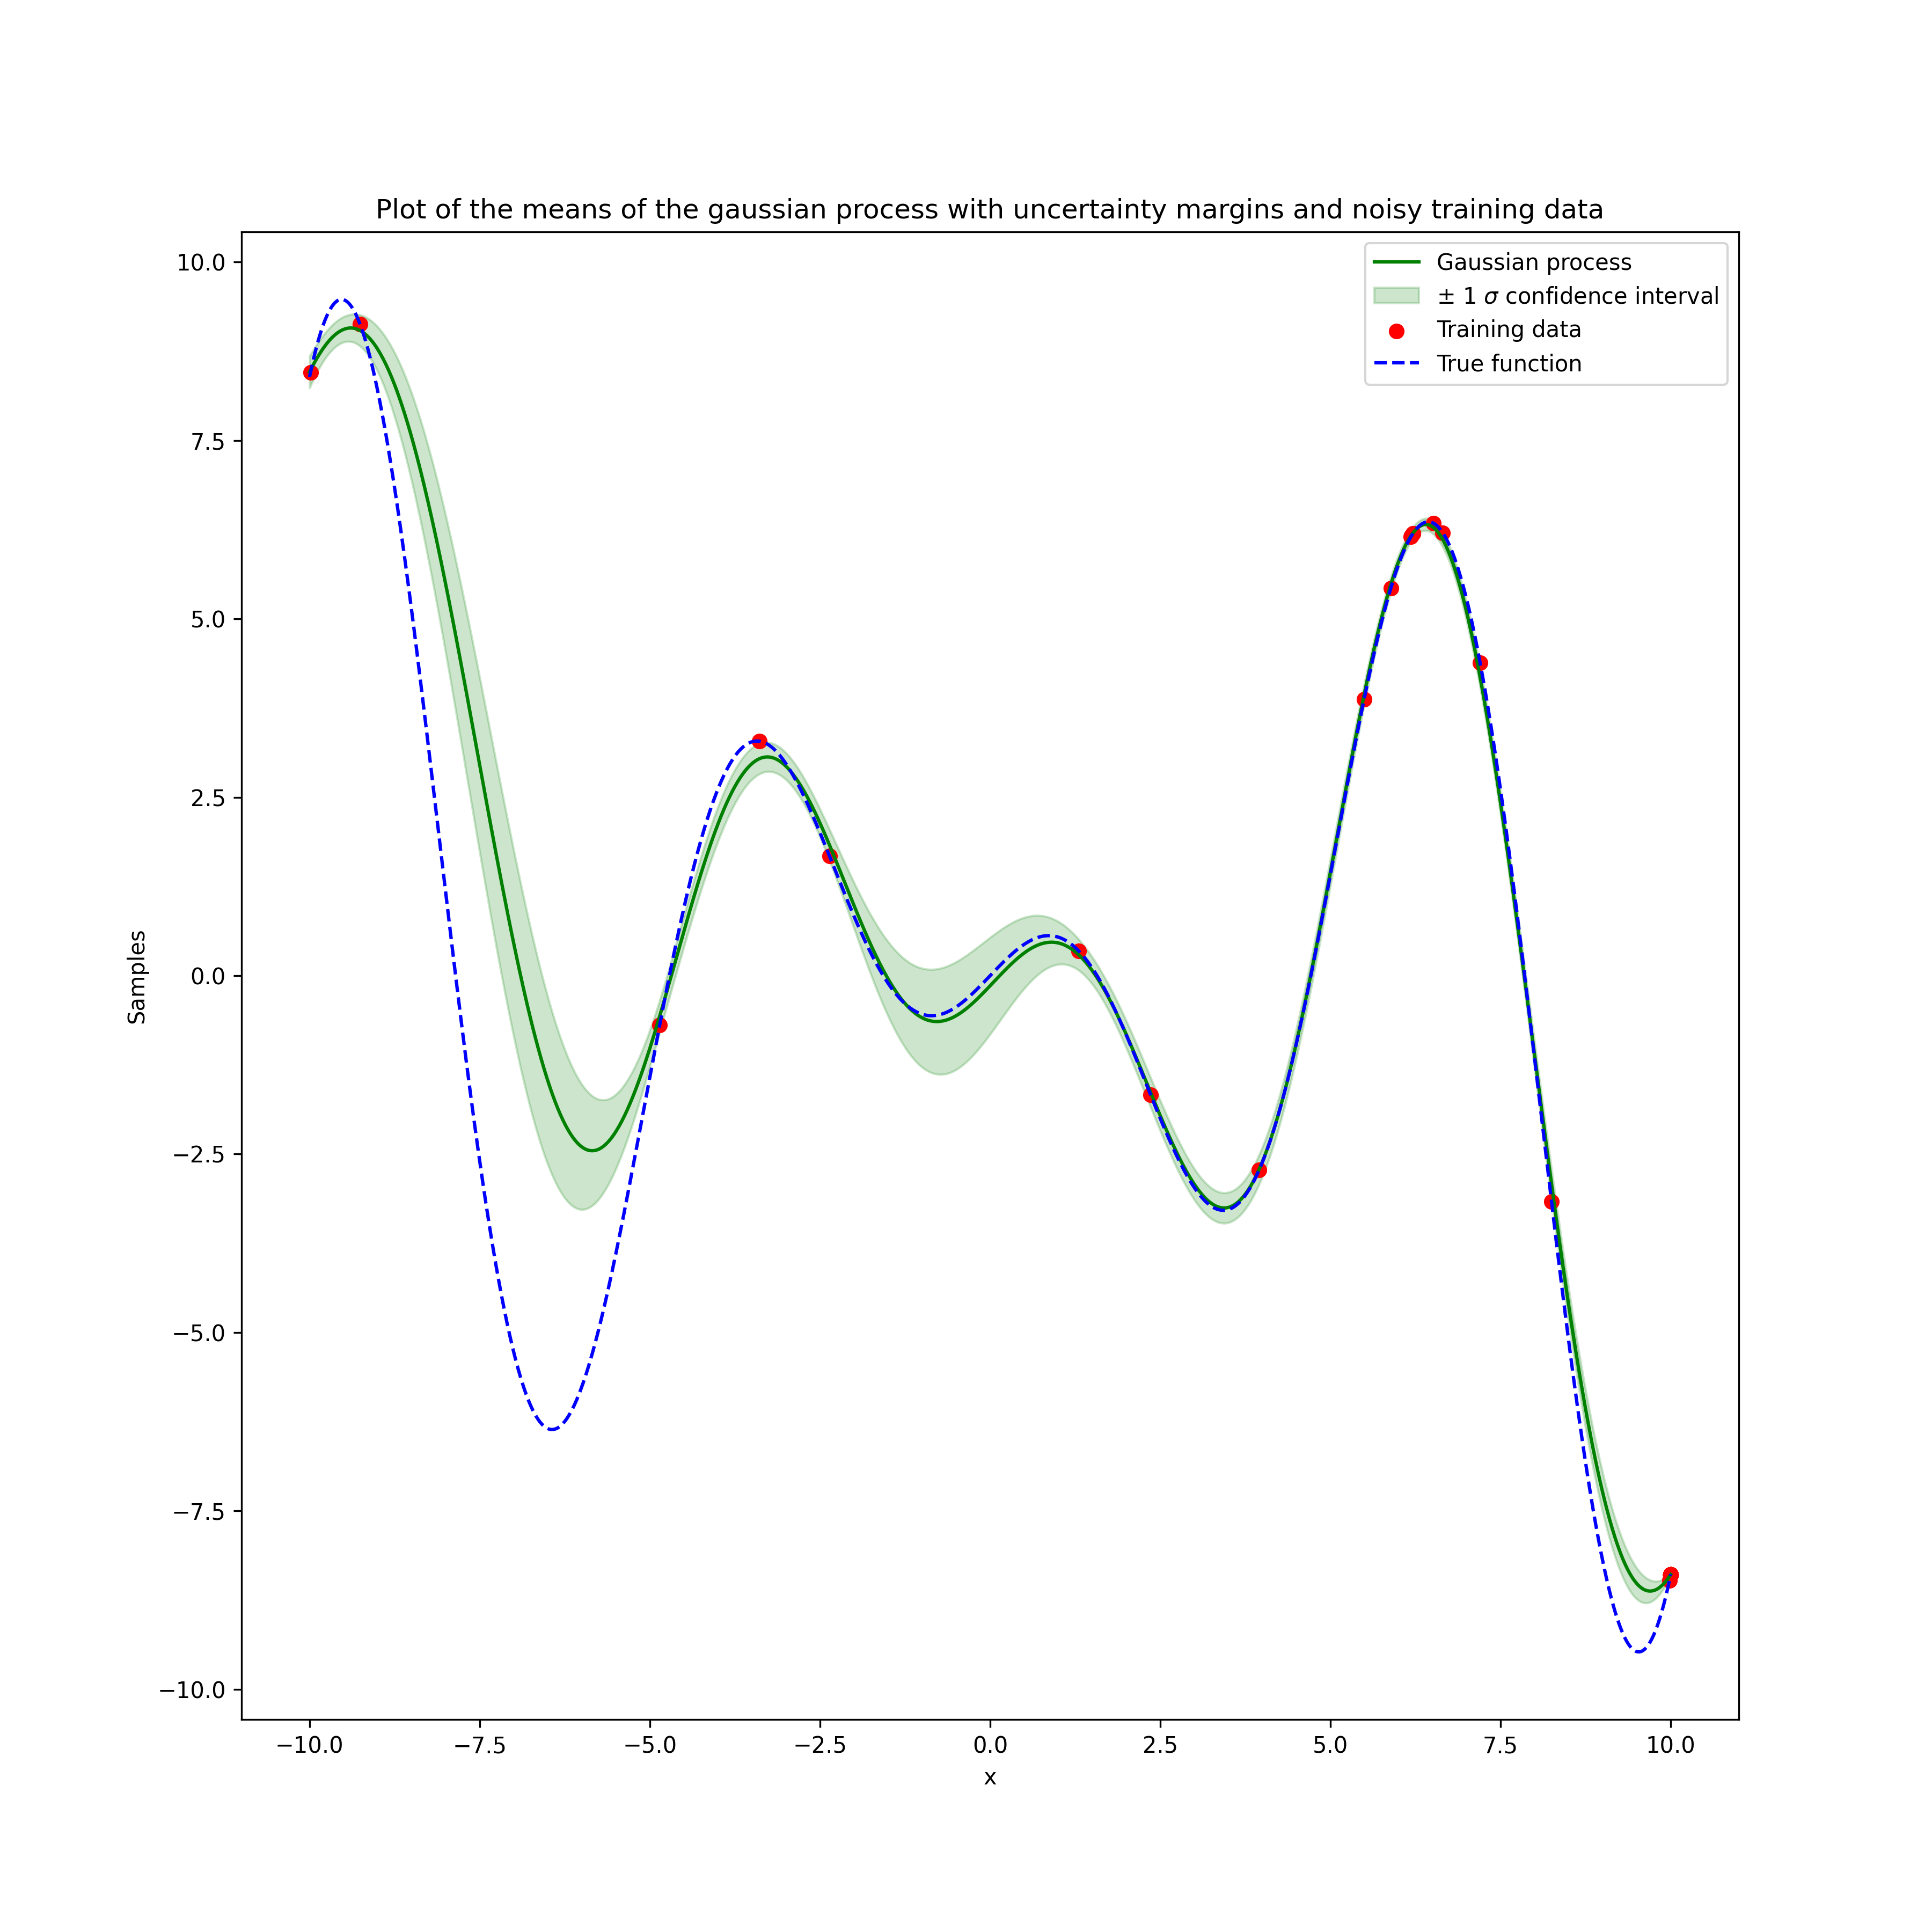 Plot of the means of the gaussian process with uncertainty margins and noisy training data
Gaussian process
± 1 σ confidence interval
Training data
True function
10.0
7.5
5.0
2.5
0.0
−2.5
−5.0
−7.5
−10.0
Samples
−10.0 −7.5 −5.0 −2.5 0.0 2.5 5.0 7.5 10.0
x